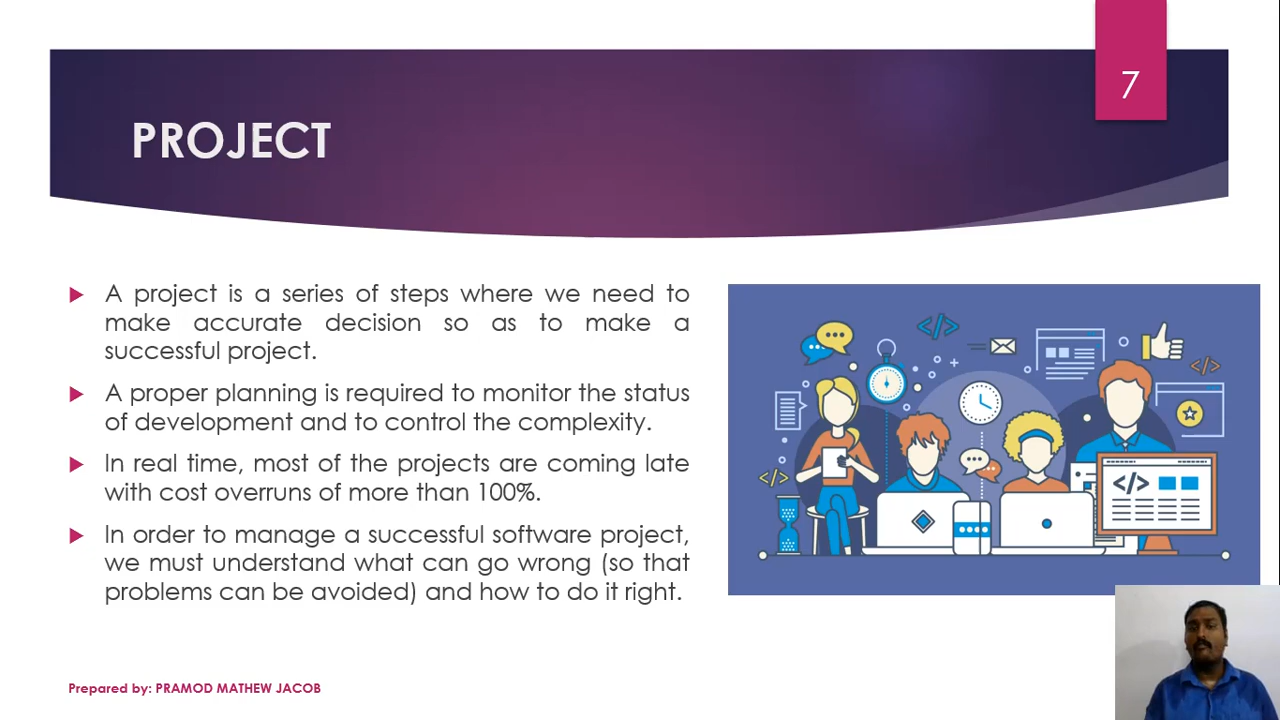 7
PROJECT
A project is a series of steps where we need to
make accurate decision so as to make a
successful project.
A proper planning is required to monitor the status
of development and to control the complexity.
In real time, most of the projects are coming late
with cost overruns of more than 100%.
In order to manage a successful software project,
we must understand what can go wrong (so that
problems can be avoided) and how to do it right.
</>
</>
</>
</>
Prepared by: PRAMOD MATHEW JACOB